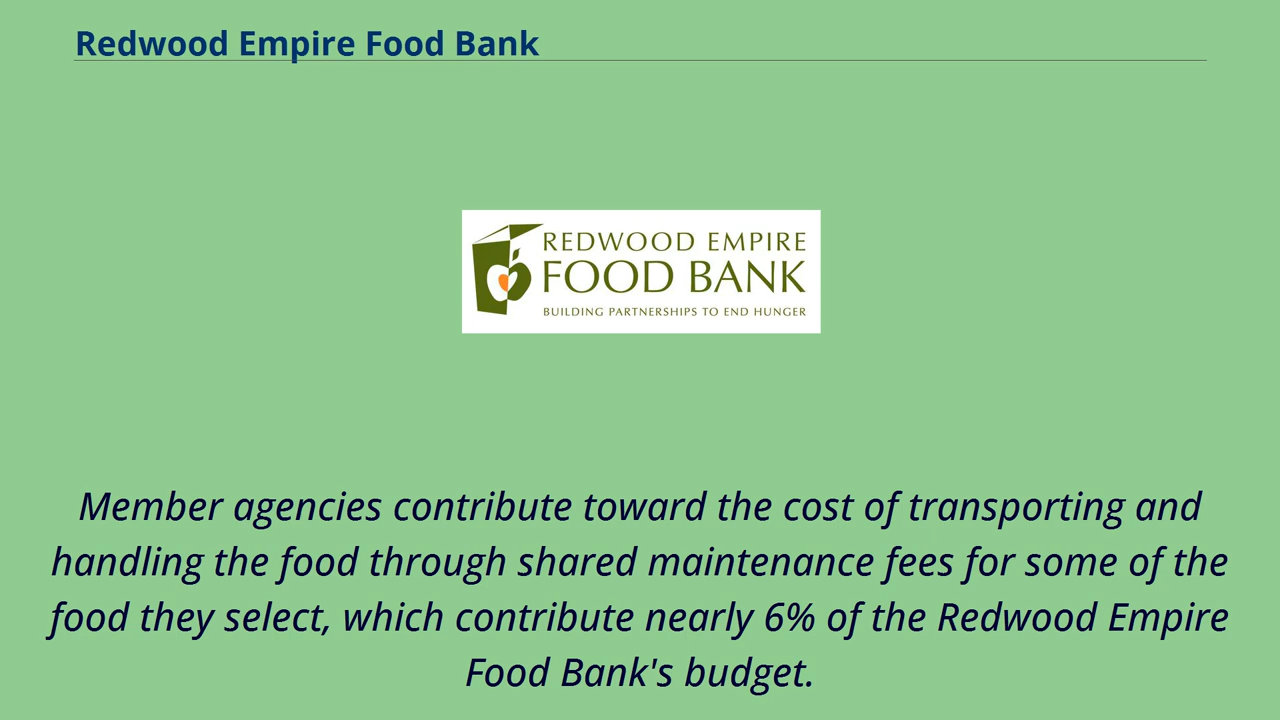 Redwood Empire Food Bank
REDWOOD EMPIRE
FOOD BANK
BUILDING PARTNERSHIPS TO END HUNGER
Member agencies contribute toward the cost of transporting and
handling the food through shared maintenance fees for some of the
food they select, which contribute nearly 6% of the Redwood Empire
Food Bank's budget.